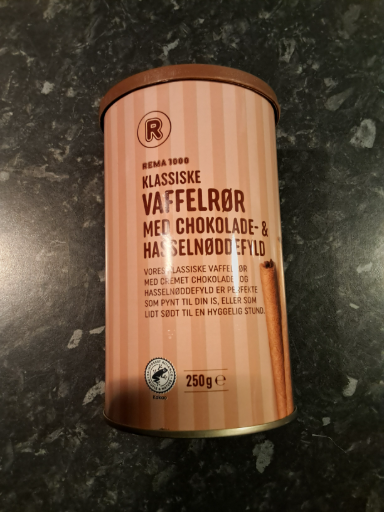 R
REMA 1000
KLASSISKE
VAFFELRØR
MED CHOKOLADE- &
HASSELNØDDEFYLD
VORES KLASSISKE VAFFELRØR
MED CREMET CHOKOLADE- OG
HASSELNØDDEFYLD ER PERFEKTE
SOM PYNT TIL DIN IS, ELLER SOM
LIDT SØDT TIL EN HYGGELIG STUND.
250g ℮
Kakao